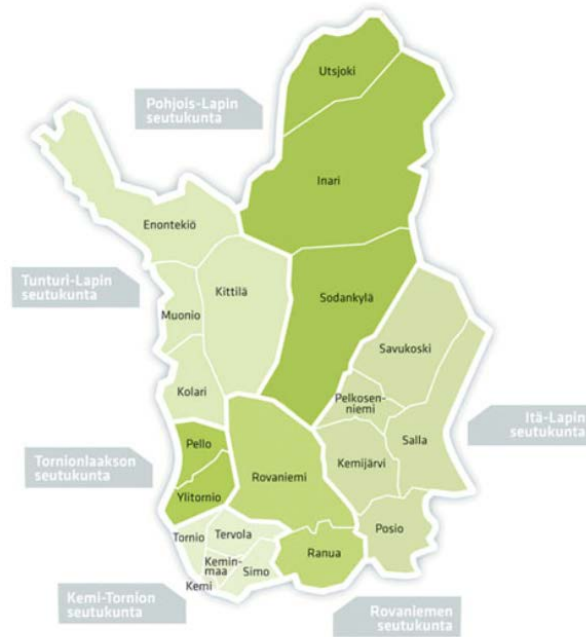 Utsjoki
Pohjois-Lapin
seutukunta
Inari
Enontekiö
Tunturi-Lapin
seutukunta
Kittilä
Sodankylä
Muonio
Savukoski
Kolari
Pelkosen-
niemi
Itä-Lapin
seutukunta
Salla
Pello
Tornionlaakson
seutukunta
Kemijärvi
Rovaniemi
Ylitornio
Posio
Tornio
Tervola
Ranua
Kemin-
maa
Simo
Kemi
Kemi-Tornion
seutukunta
Rovaniemen
seutukunta